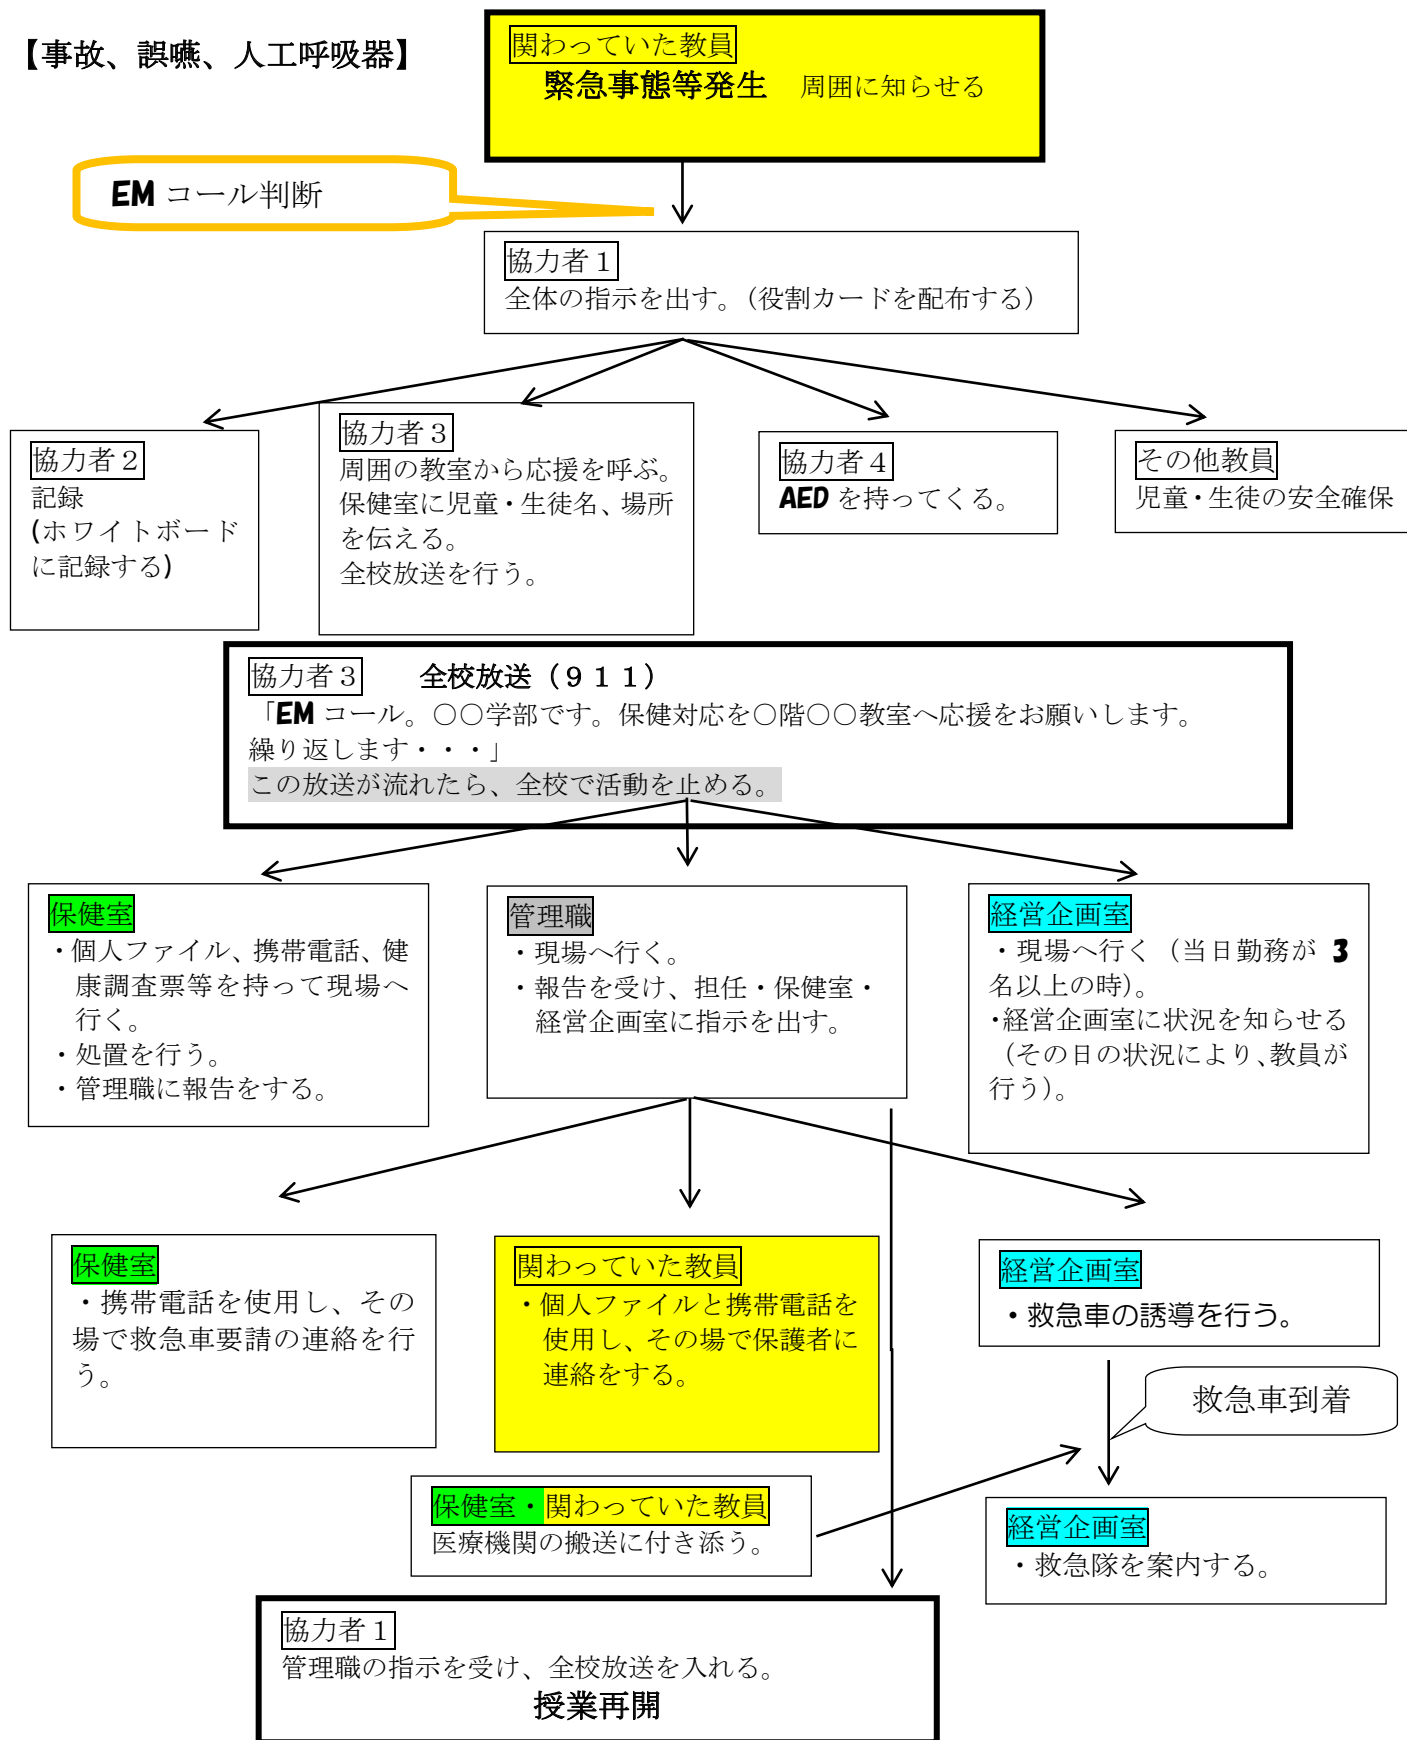 【事故、誤嚥、人工呼吸器】
関わっていた教員
緊急事態等発生　周囲に知らせる
EM コール判断
協力者１
全体の指示を出す。（役割カードを配布する）
協力者２
記録
(ホワイトボード
に記録する)
協力者３
周囲の教室から応援を呼ぶ。
保健室に児童・生徒名、場所
を伝える。
全校放送を行う。
協力者４
AED を持ってくる。
その他教員
児童・生徒の安全確保
協力者３　全校放送（９１１）
「EM コール。○○学部です。保健対応を○階○○教室へ応援をお願いします。
繰り返します・・・」
この放送が流れたら、全校で活動を止める。
保健室
・個人ファイル、携帯電話、健
康調査票等を持って現場へ
行く。
・処置を行う。
・管理職に報告をする。
管理職
・現場へ行く。
・報告を受け、担任・保健室・
経営企画室に指示を出す。
経営企画室
・現場へ行く（当日勤務が 3
名以上の時）。
・経営企画室に状況を知らせる
（その日の状況により、教員が
行う）。
保健室
・携帯電話を使用し、その
場で救急車要請の連絡を行
う。
関わっていた教員
・個人ファイルと携帯電話を
使用し、その場で保護者に
連絡をする。
経営企画室
・救急車の誘導を行う。
救急車到着
保健室・関わっていた教員
医療機関の搬送に付き添う。
経営企画室
・救急隊を案内する。
協力者１
管理職の指示を受け、全校放送を入れる。
授業再開